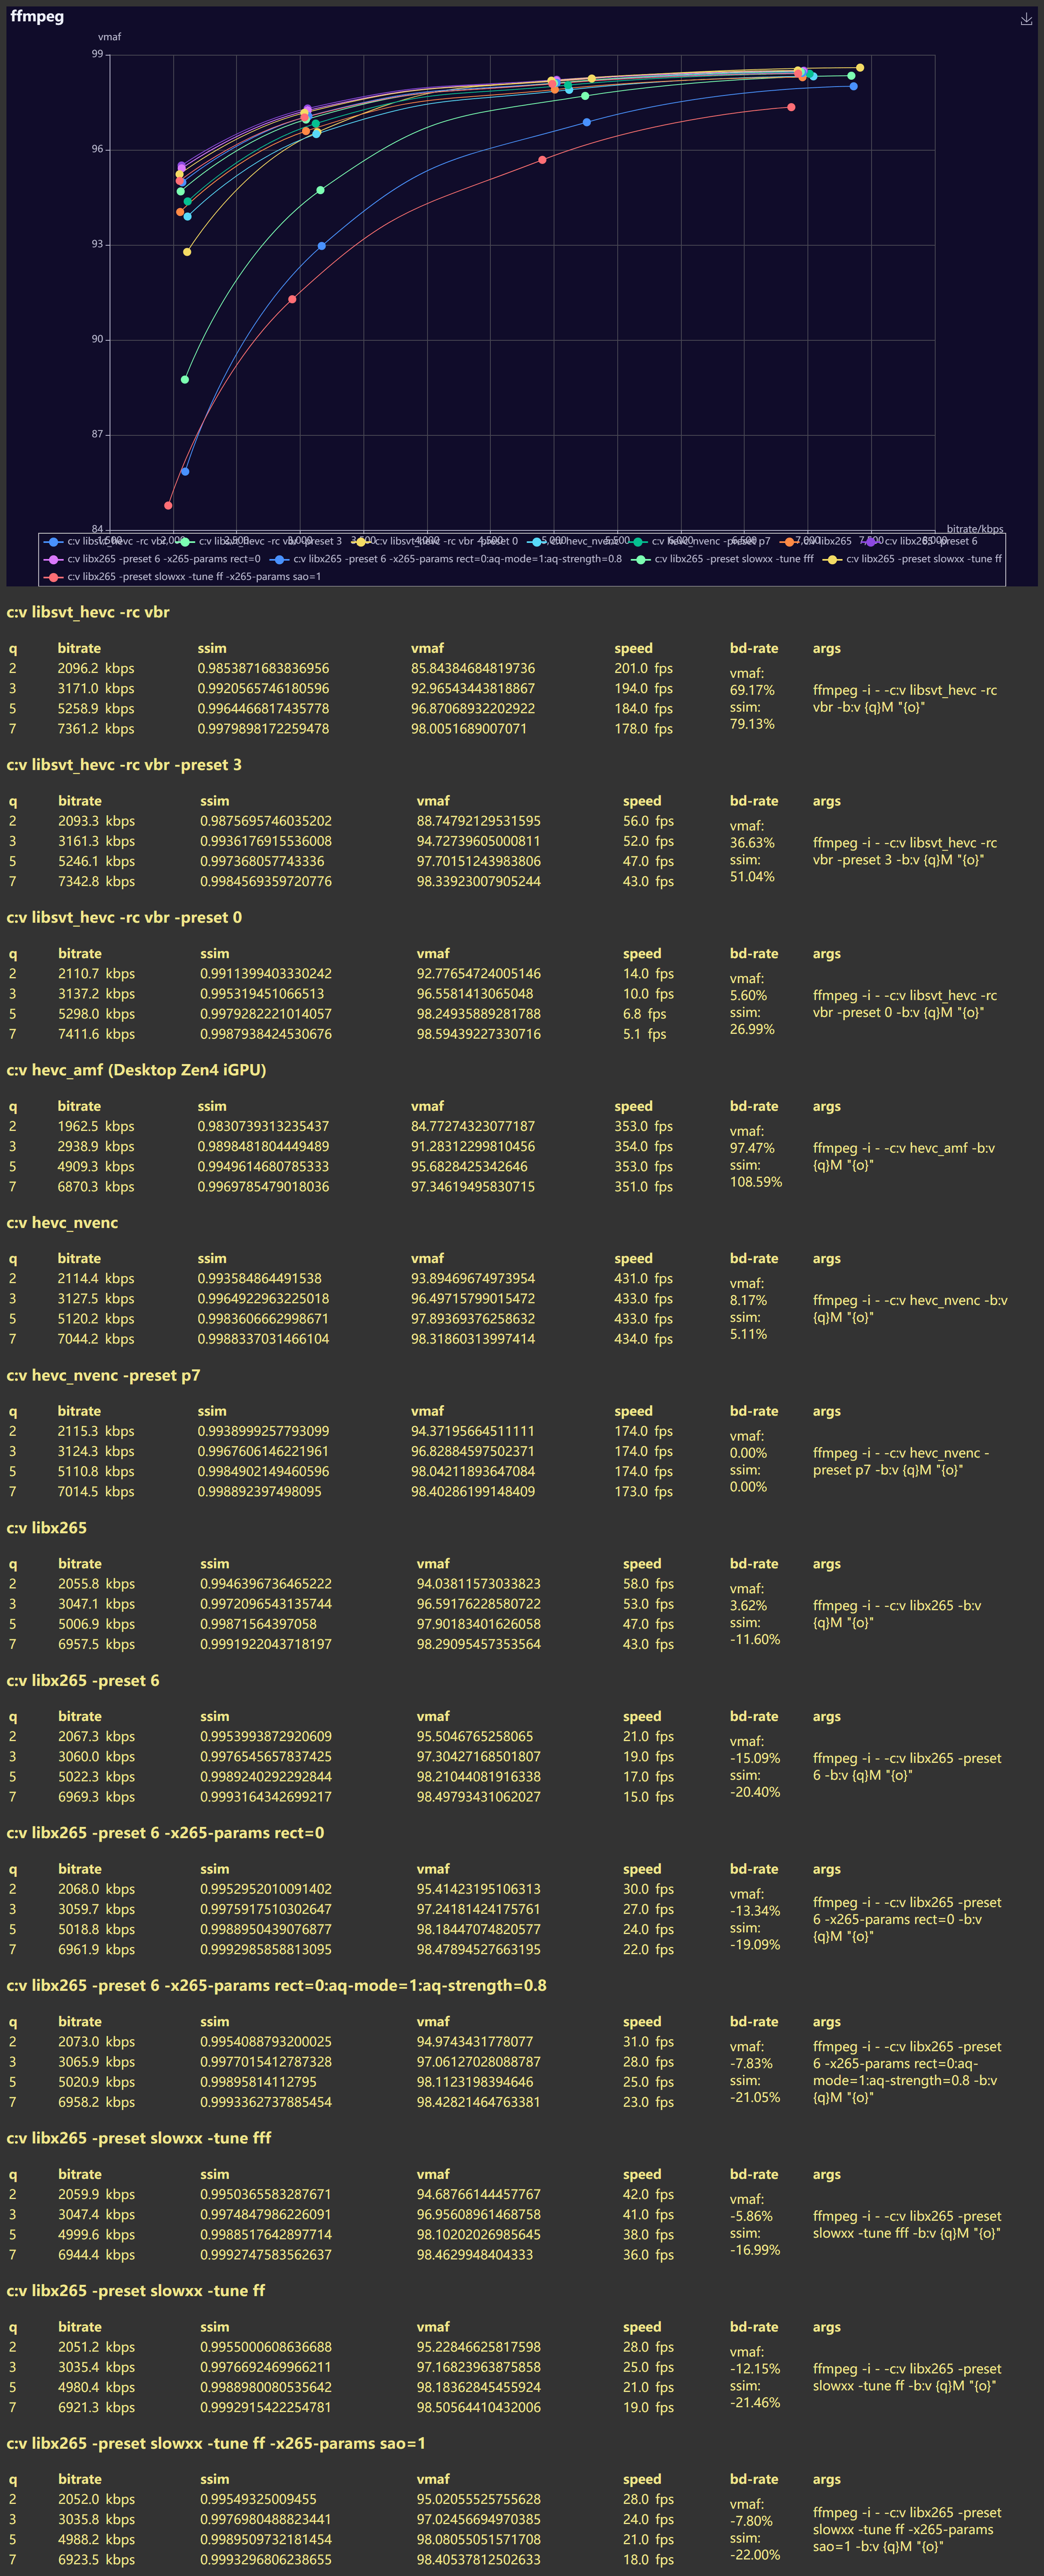 ffmpeg
vmaf
99
96
93
90
87
84
bitrate/kbps
1,500 2,000 2,500 3,000 3,500 4,000 4,500 5,000 5,500 6,000 6,500 7,000 7,500 8,000
c:v libsvt_hevc -rc vbr c:v libsvt_hevc -rc vbr -preset 3 c:v libsvt_hevc -rc vbr -preset 0 c:v hevc_nvenc c:v hevc_nvenc -preset p7 c:v libx265 c:v libx265 -preset 6
c:v libx265 -preset 6 -x265-params rect=0 c:v libx265 -preset 6 -x265-params rect=0:aq-mode=1:aq-strength=0.8 c:v libx265 -preset slowxx -tune fff c:v libx265 -preset slowxx -tune ff
c:v libx265 -preset slowxx -tune ff -x265-params sao=1
c:v libsvt_hevc -rc vbr
q bitrate ssim vmaf speed bd-rate args
2 2096.2 kbps 0.9853871683836956 85.84384684819736 201.0 fps
3 3171.0 kbps 0.9920565746180596 92.96543443818867 194.0 fps
5 5258.9 kbps 0.9964466817435778 96.87068932202922 184.0 fps
7 7361.2 kbps 0.9979898172259478 98.0051689007071 178.0 fps
vmaf:
69.17%
ssim:
79.13%
ffmpeg -i - -c:v libsvt_hevc -rc
vbr -b:v {q}M "{o}"
c:v libsvt_hevc -rc vbr -preset 3
q bitrate ssim vmaf speed bd-rate args
2 2093.3 kbps 0.9875695746035202 88.74792129531595 56.0 fps
3 3161.3 kbps 0.9936176915536008 94.72739605000811 52.0 fps
5 5246.1 kbps 0.997368057743336 97.70151243983806 47.0 fps
7 7342.8 kbps 0.9984569359720776 98.33923007905244 43.0 fps
vmaf:
36.63%
ssim:
51.04%
ffmpeg -i - -c:v libsvt_hevc -rc
vbr -preset 3 -b:v {q}M "{o}"
c:v libsvt_hevc -rc vbr -preset 0
q bitrate ssim vmaf speed bd-rate args
2 2110.7 kbps 0.9911399403330242 92.77654724005146 14.0 fps
3 3137.2 kbps 0.995319451066513 96.5581413065048 10.0 fps
5 5298.0 kbps 0.9979282221014057 98.24935889281788 6.8 fps
7 7411.6 kbps 0.9987938424530676 98.59439227330716 5.1 fps
vmaf:
5.60%
ssim:
26.99%
ffmpeg -i - -c:v libsvt_hevc -rc
vbr -preset 0 -b:v {q}M "{o}"
c:v hevc_amf (Desktop Zen4 iGPU)
q bitrate ssim vmaf speed bd-rate args
2 1962.5 kbps 0.9830739313235437 84.77274323077187 353.0 fps
3 2938.9 kbps 0.9898481804449489 91.28312299810456 354.0 fps
5 4909.3 kbps 0.9949614680785333 95.6828425342646 353.0 fps
7 6870.3 kbps 0.9969785479018036 97.34619495830715 351.0 fps
vmaf:
97.47%
ssim:
108.59%
ffmpeg -i - -c:v hevc_amf -b:v
{q}M "{o}"
c:v hevc_nvenc
q bitrate ssim vmaf speed bd-rate args
2 2114.4 kbps 0.993584864491538 93.89469674973954 431.0 fps
3 3127.5 kbps 0.9964922963225018 96.49715799015472 433.0 fps
5 5120.2 kbps 0.9983606662998671 97.89369376258632 433.0 fps
7 7044.2 kbps 0.9988337031466104 98.31860313997414 434.0 fps
vmaf:
8.17%
ssim:
5.11%
ffmpeg -i - -c:v hevc_nvenc -b:v
{q}M "{o}"
c:v hevc_nvenc -preset p7
q bitrate ssim vmaf speed bd-rate args
2 2115.3 kbps 0.9938999257793099 94.37195664511111 174.0 fps
3 3124.3 kbps 0.9967606146221961 96.82884597502371 174.0 fps
5 5110.8 kbps 0.9984902149460596 98.04211893647084 174.0 fps
7 7014.5 kbps 0.998892397498095 98.40286199148409 173.0 fps
vmaf:
0.00%
ssim:
0.00%
ffmpeg -i - -c:v hevc_nvenc -
preset p7 -b:v {q}M "{o}"
c:v libx265
q bitrate ssim vmaf speed bd-rate args
2 2055.8 kbps 0.9946396736465222 94.03811573033823 58.0 fps
3 3047.1 kbps 0.9972096543135744 96.59176228580722 53.0 fps
5 5006.9 kbps 0.99871564397058 97.90183401626058 47.0 fps
7 6957.5 kbps 0.9991922043718197 98.29095457353564 43.0 fps
vmaf:
3.62%
ssim:
-11.60%
ffmpeg -i - -c:v libx265 -b:v
{q}M "{o}"
c:v libx265 -preset 6
q bitrate ssim vmaf speed bd-rate args
2 2067.3 kbps 0.9953993872920609 95.5046765258065 21.0 fps
3 3060.0 kbps 0.9976545657837425 97.30427168501807 19.0 fps
5 5022.3 kbps 0.9989240292292844 98.21044081916338 17.0 fps
7 6969.3 kbps 0.9993164342699217 98.49793431062027 15.0 fps
vmaf:
-15.09%
ssim:
-20.40%
ffmpeg -i - -c:v libx265 -preset
6 -b:v {q}M "{o}"
c:v libx265 -preset 6 -x265-params rect=0
q bitrate ssim vmaf speed bd-rate args
2 2068.0 kbps 0.9952952010091402 95.41423195106313 30.0 fps
3 3059.7 kbps 0.9975917510302647 97.24181424175761 27.0 fps
5 5018.8 kbps 0.9988950439076877 98.18447074820577 24.0 fps
7 6961.9 kbps 0.9992985858813095 98.47894527663195 22.0 fps
vmaf:
-13.34%
ssim:
-19.09%
ffmpeg -i - -c:v libx265 -preset
6 -x265-params rect=0 -b:v
{q}M "{o}"
c:v libx265 -preset 6 -x265-params rect=0:aq-mode=1:aq-strength=0.8
q bitrate ssim vmaf speed bd-rate args
2 2073.0 kbps 0.9954088793200025 94.9743431778077 31.0 fps
3 3065.9 kbps 0.9977015412787328 97.06127028088787 28.0 fps
5 5020.9 kbps 0.99895814112795 98.1123198394646 25.0 fps
7 6958.2 kbps 0.9993362737885454 98.42821464763381 23.0 fps
vmaf:
-7.83%
ssim:
-21.05%
ffmpeg -i - -c:v libx265 -preset
6 -x265-params rect=0:aq-
mode=1:aq-strength=0.8 -b:v
{q}M "{o}"
c:v libx265 -preset slowxx -tune fff
q bitrate ssim vmaf speed bd-rate args
2 2059.9 kbps 0.9950365583287671 94.68766144457767 42.0 fps
3 3047.4 kbps 0.9974847986226091 96.95608961468758 41.0 fps
5 4999.6 kbps 0.9988517642897714 98.10202026985645 38.0 fps
7 6944.4 kbps 0.9992747583562637 98.4629948404333 36.0 fps
vmaf:
-5.86%
ssim:
-16.99%
ffmpeg -i - -c:v libx265 -preset
slowxx -tune fff -b:v {q}M "{o}"
c:v libx265 -preset slowxx -tune ff
q bitrate ssim vmaf speed bd-rate args
2 2051.2 kbps 0.9955000608636688 95.22846625817598 28.0 fps
3 3035.4 kbps 0.9976692469966211 97.16823963875858 25.0 fps
5 4980.4 kbps 0.9988980080535642 98.18362845455924 21.0 fps
7 6921.3 kbps 0.9992915422254781 98.50564410432006 19.0 fps
vmaf:
-12.15%
ssim:
-21.46%
ffmpeg -i - -c:v libx265 -preset
slowxx -tune ff -b:v {q}M "{o}"
c:v libx265 -preset slowxx -tune ff -x265-params sao=1
q bitrate ssim vmaf speed bd-rate args
2 2052.0 kbps 0.99549325009455 95.02055525755628 28.0 fps
3 3035.8 kbps 0.9976980488823441 97.02456694970385 24.0 fps
5 4988.2 kbps 0.9989509732181454 98.08055051571708 21.0 fps
7 6923.5 kbps 0.9993296806238655 98.40537812502633 18.0 fps
vmaf:
-7.80%
ssim:
-22.00%
ffmpeg -i - -c:v libx265 -preset
slowxx -tune ff -x265-params
sao=1 -b:v {q}M "{o}"